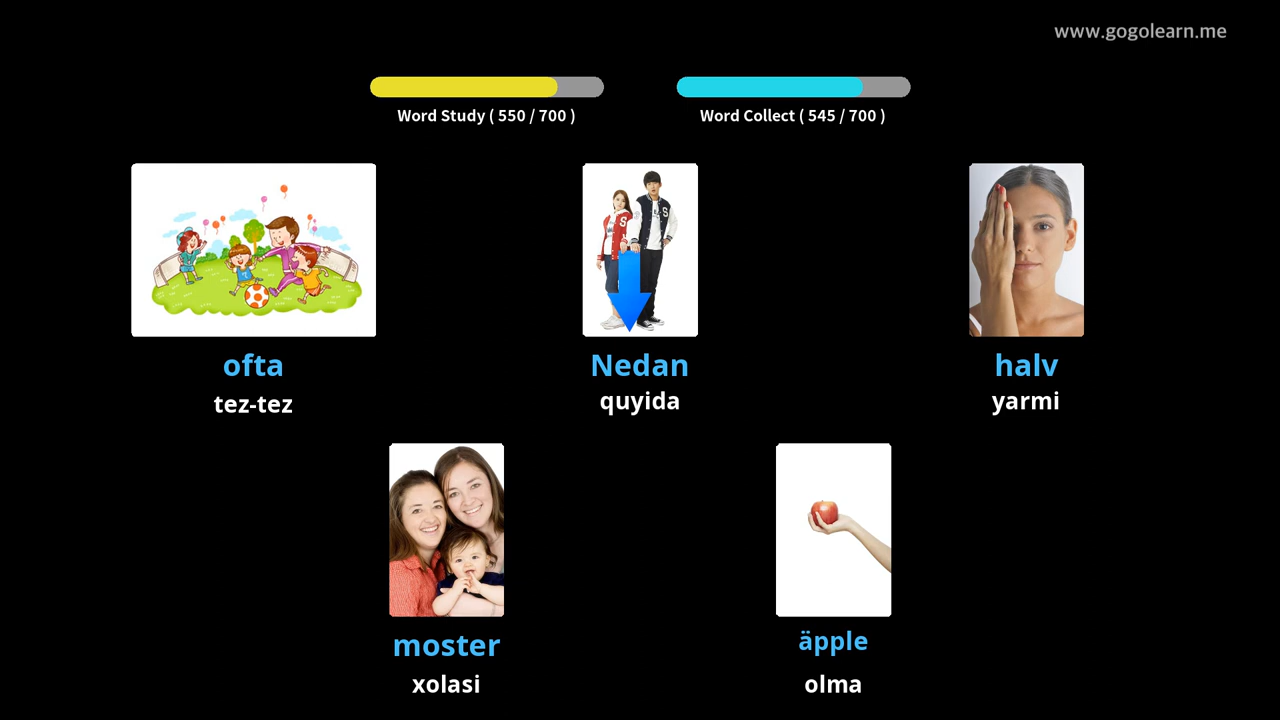 www.gogolearn.me
Word Study ( 550 / 700 )
Word Collect ( 545 / 700 )
ofta
tez-tez
Nedan
quyida
halv
yarmi
moster
xolasi
äpple
olma